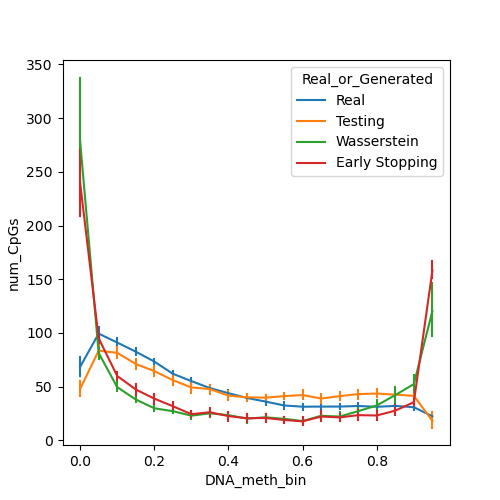 350
300
250
200
150
100
50
0
num_CpGs
Real_or_Generated
Real
Testing
Wasserstein
Early Stopping
0.0 0.2 0.4 0.6 0.8
DNA_meth_bin